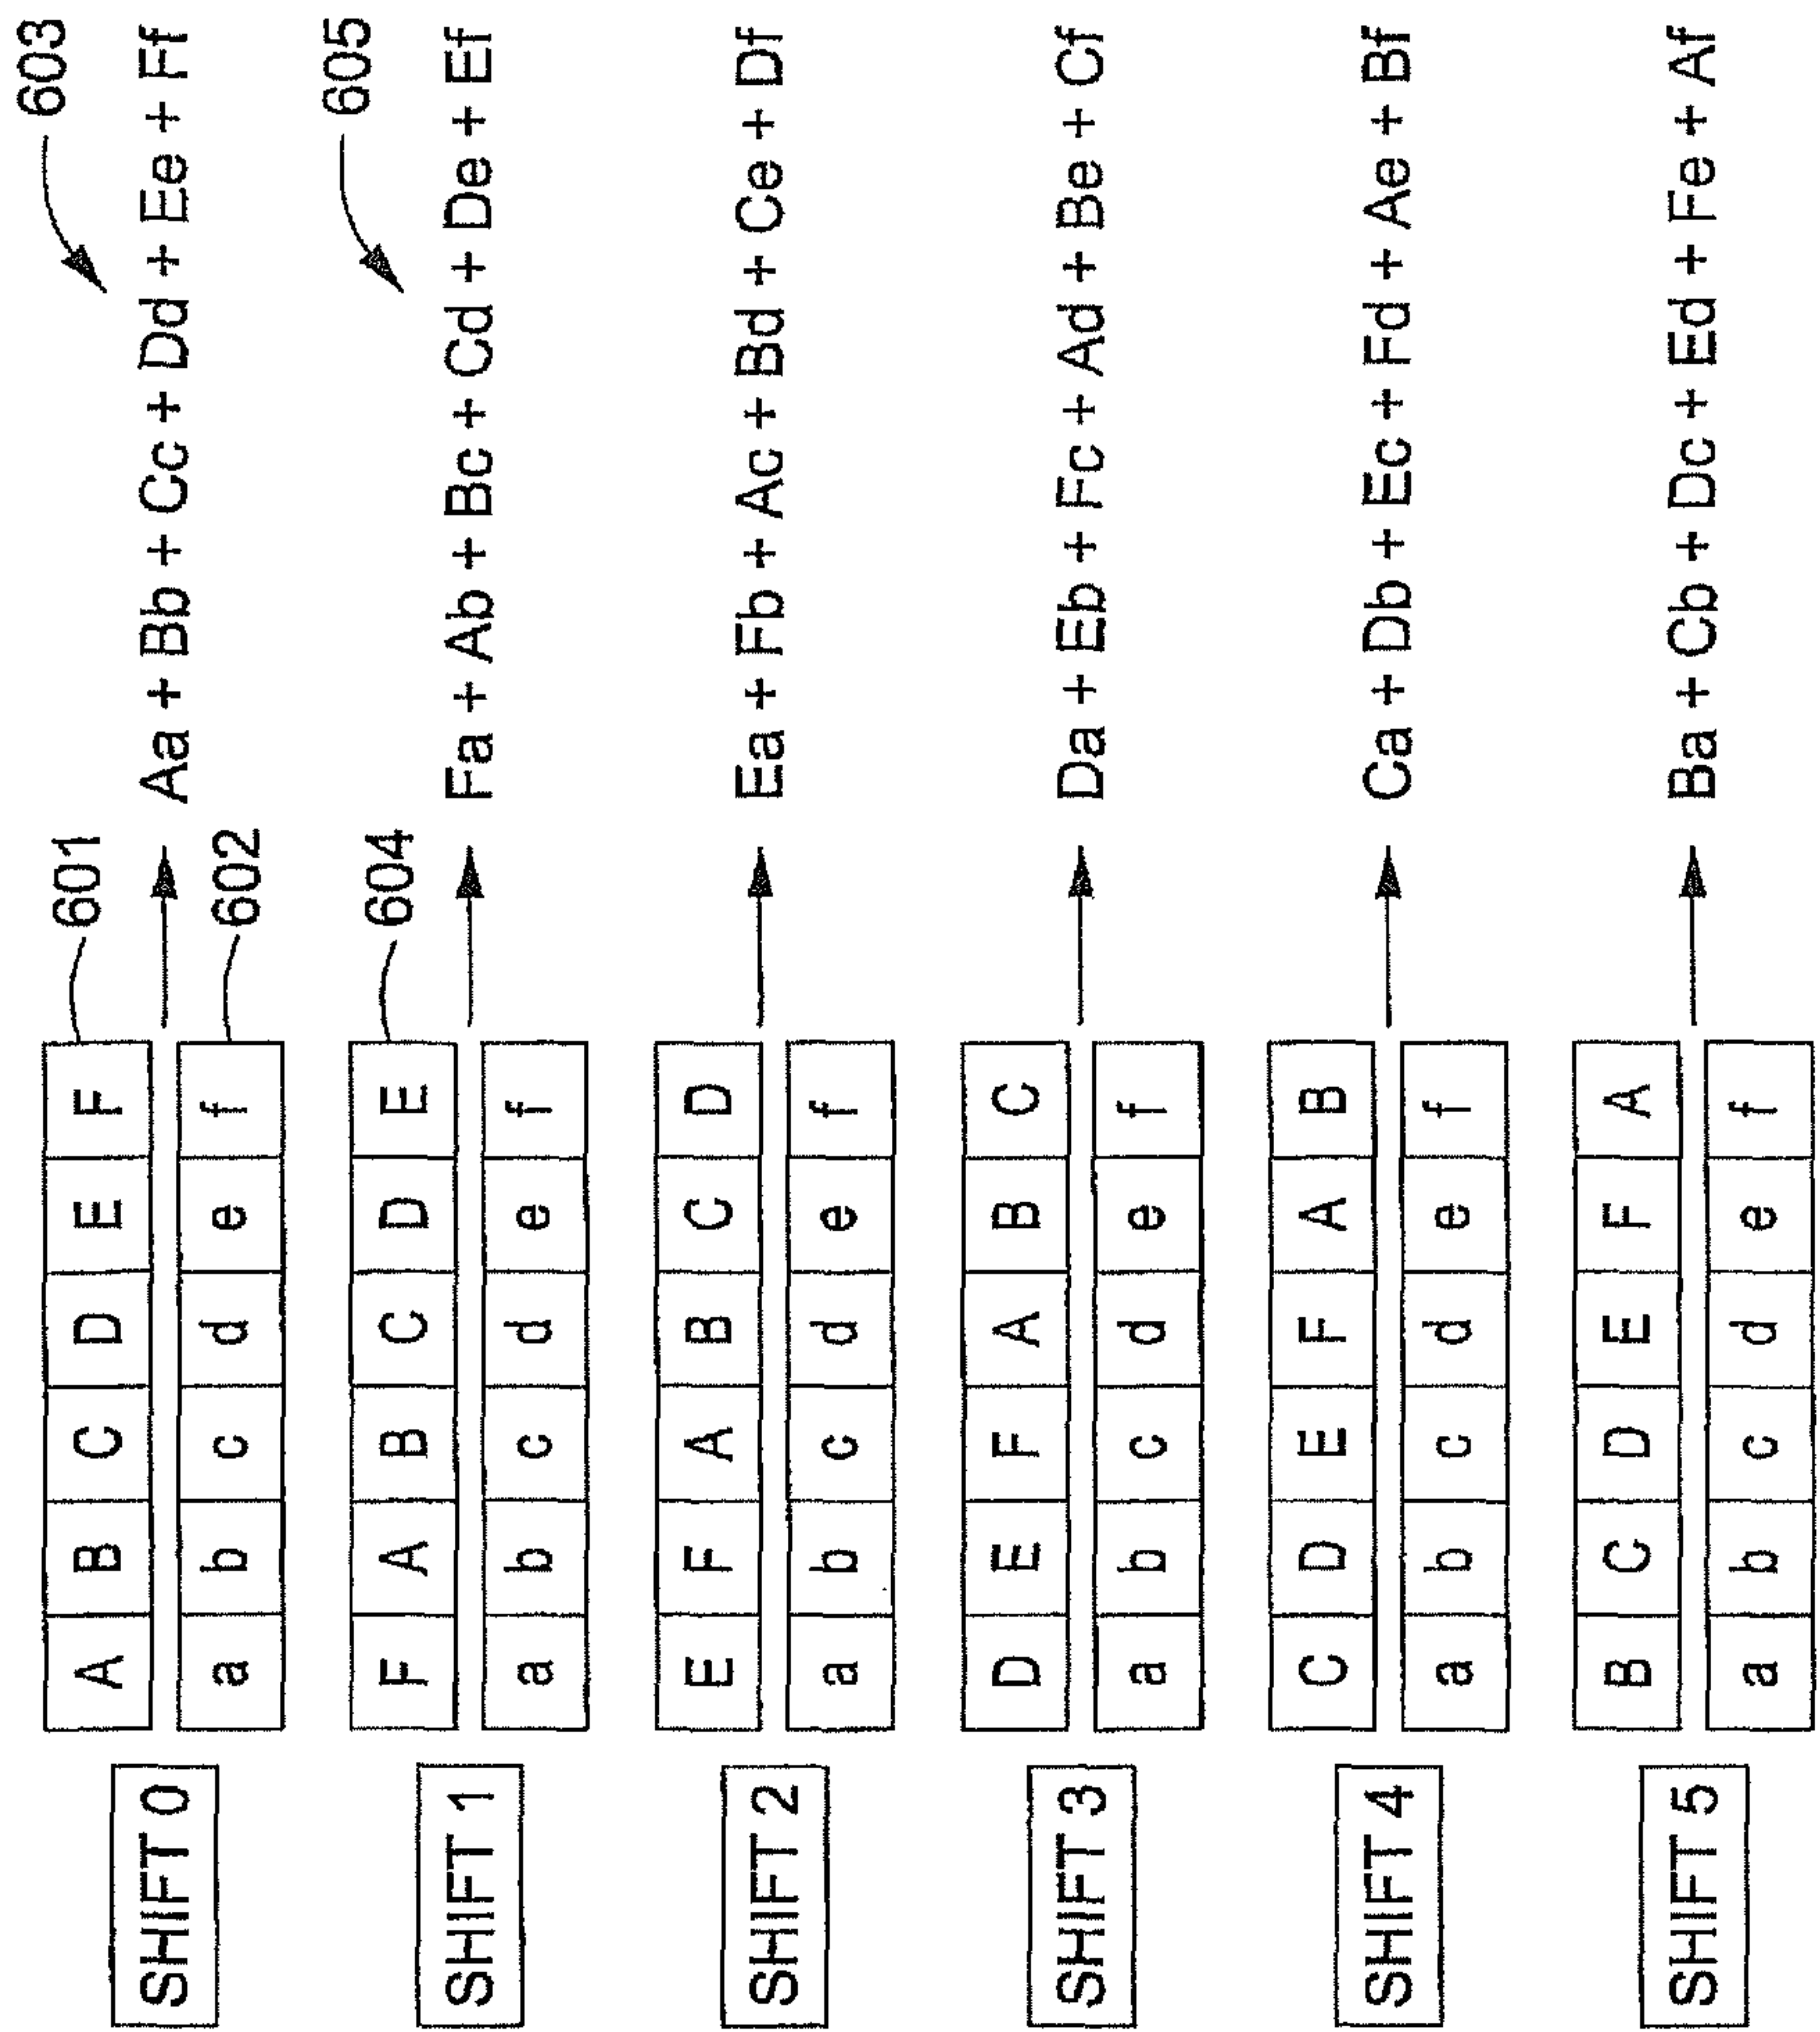 603
601
SHIFT 0
A B C D E F
a b c d e f
Aa + Bb + Cc + Dd + Ee + Ff
602
605
604
SHIFT 1
F A B C D E
a b c d e f
Fa + Ab + Bc + Cd + De + Ef
SHIFT 2
E F A B C D
a b c d e f
Ea + Fb + Ac + Bd + Ce + Df
SHIFT 3
D E F A B C
a b c d e f
Da + Eb + Fc + Ad + Be + Cf
SHIFT 4
C D E F A B
a b c d e f
Ca + Db + Ec + Fd + Ae + Bf
SHIFT 5
B C D E F A
a b c d e f
Ba + Cb + Dc + Ed + Fe + Af